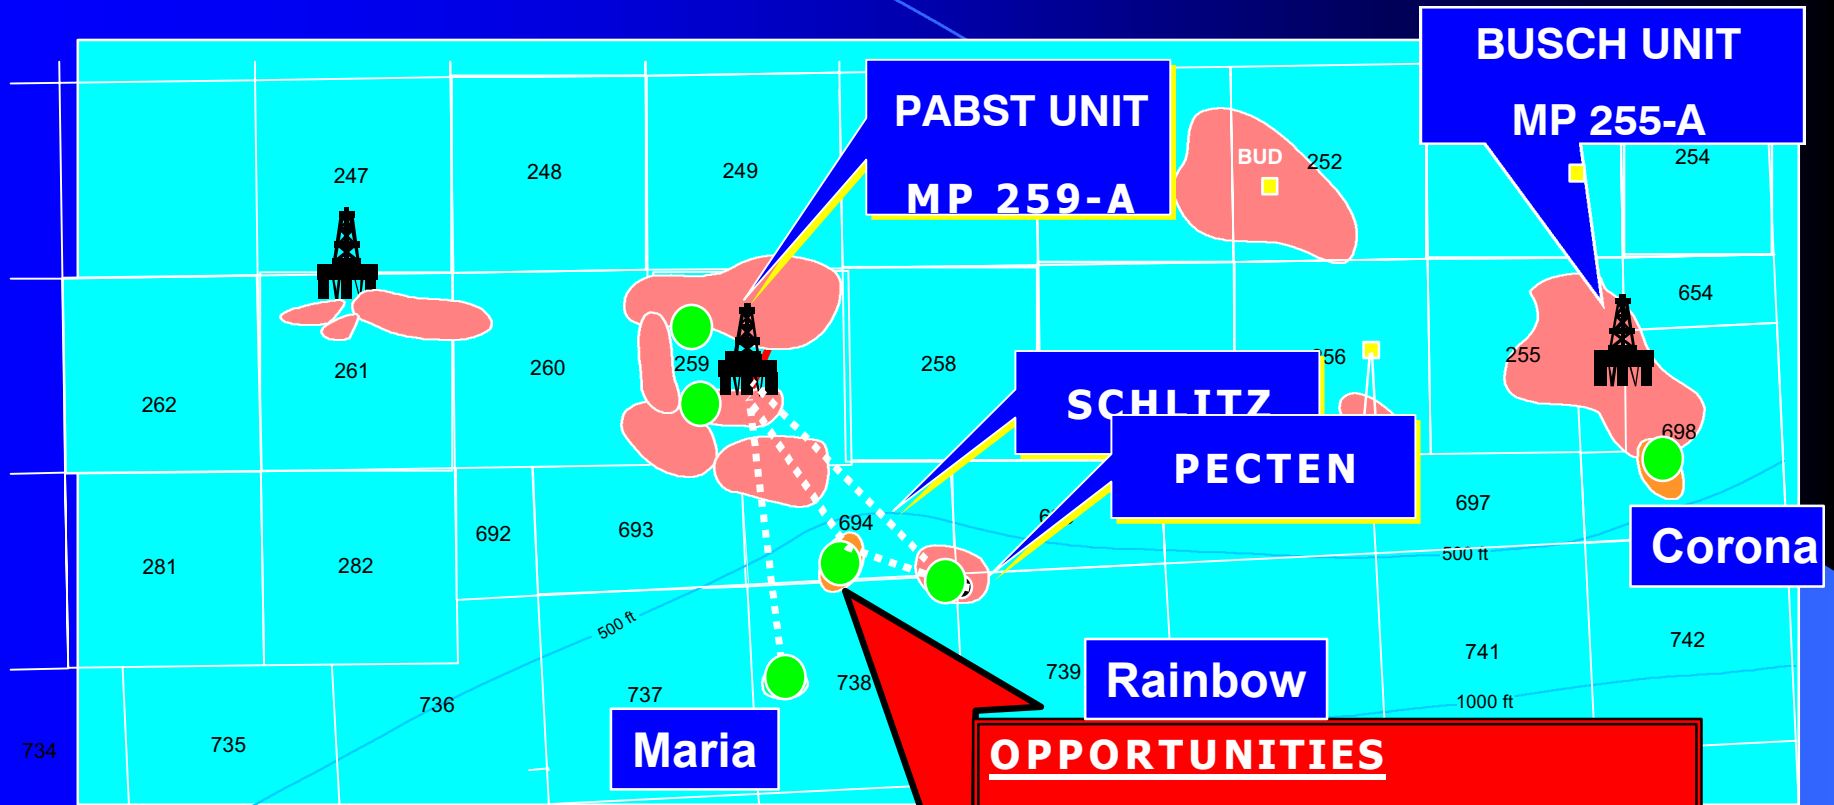 BUSCH UNIT
MP 255-A
PABST UNIT
MP 259-A
BUD
252
254
247
248
249
654
255
259
258
260
261
262
SCHLITZ
PECTEN
698
697
694
693
692
282
281
500 ft
Corona
500 ft
742
741
739
738
737
736
735
734
Rainbow
1000 ft
Maria
OPPORTUNITIES